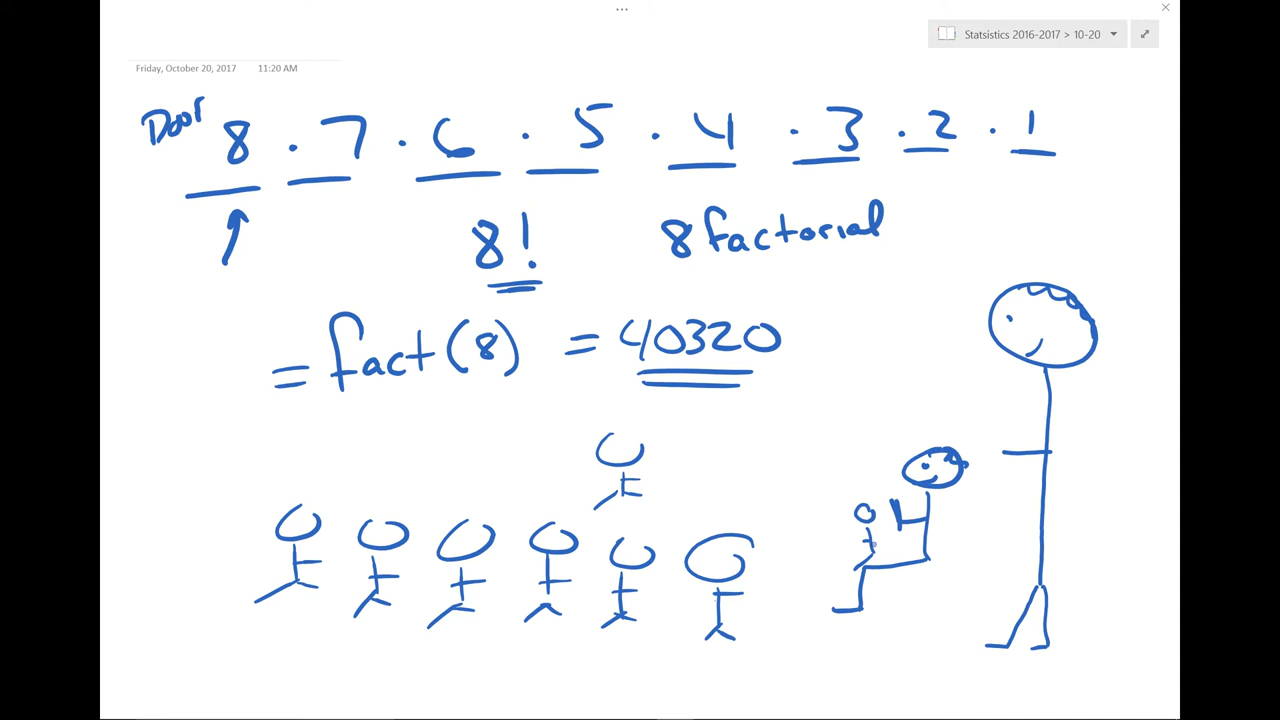 Statsistics 2016-2017 > 10-20
Friday, October 20, 2017 11:20 AM
Door 8 · 7 · 6 · 5 · 4 · 3 · 2 · 1
8! 8 factorial
= fact(8) = 40320